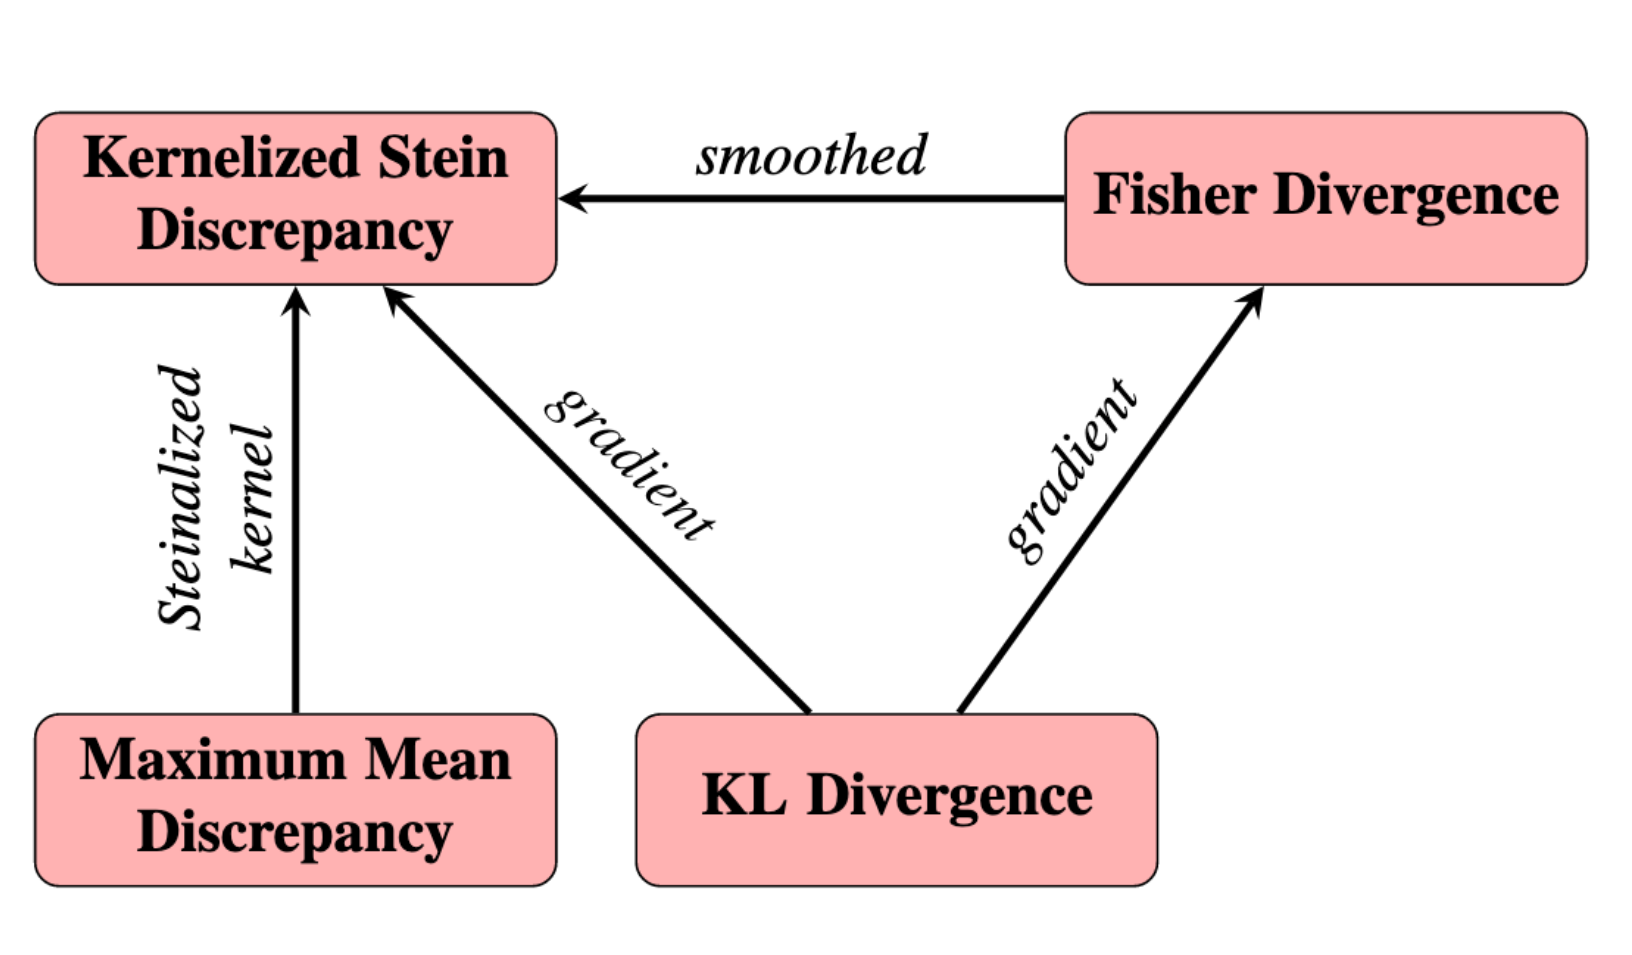 Kernelized Stein
Discrepancy
smoothed
Fisher Divergence
Steinalized
kernel
gradient
gradient
Maximum Mean
Discrepancy
KL Divergence